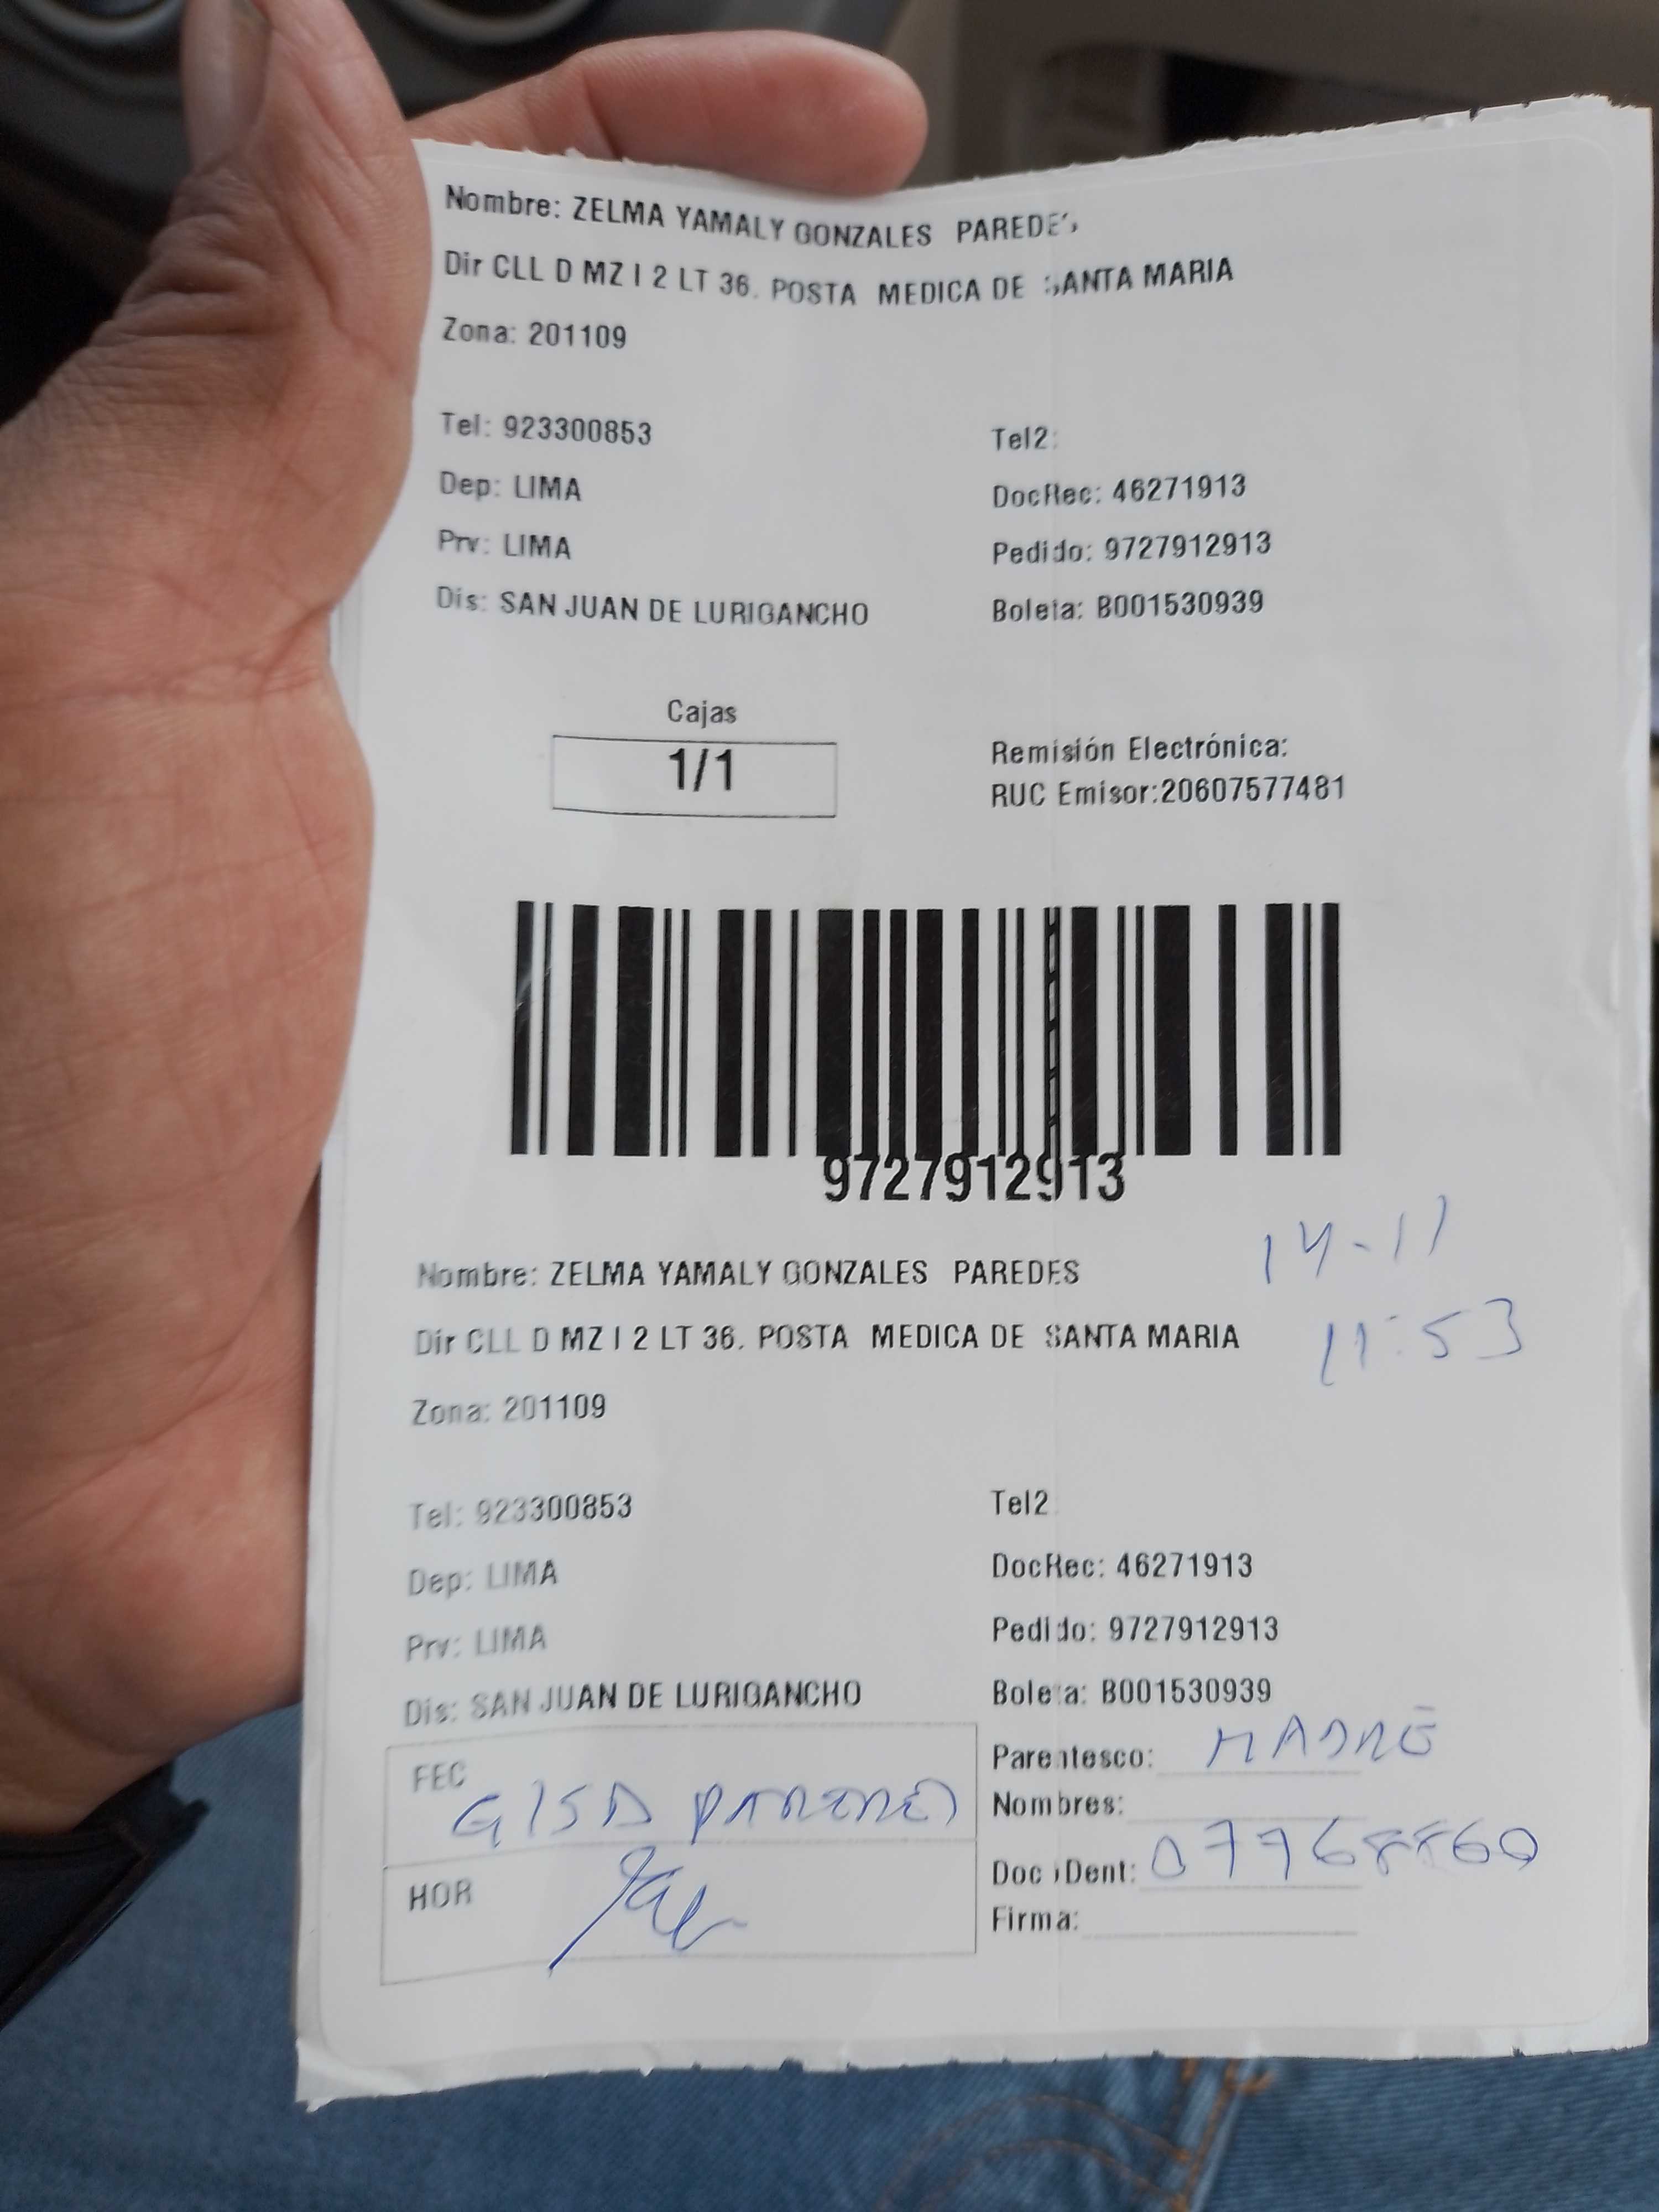 Nombre: ZELMA YAMALY GONZALES PAREDES
Dir CLL D MZ I 2 LT 36. POSTA MEDICA DE SANTA MARIA
Zona: 201109
Tel: 923300853 Tel2:
Dep: LIMA DocRec: 46271913
Prv: LIMA Pedido: 9727912913
Dis: SAN JUAN DE LURIGANCHO Boleta: B001530939
Cajas
1/1
Remisión Electrónica:
RUC Emisor:20607577481
9727912913
14-11
Nombre: ZELMA YAMALY GONZALES PAREDES
11:53
Dir CLL D MZ I 2 LT 36. POSTA MEDICA DE SANTA MARIA
Zona: 201109
Tel: 923300853 Tel2
Dep: LIMA DocRec: 46271913
Prv: LIMA Pedido: 9727912913
Dis: SAN JUAN DE LURIGANCHO Boleta: B001530939
Parentesco: MADRE
FEC
PAREDES
Nombres:
Doc iDent:
HOR
Firma: